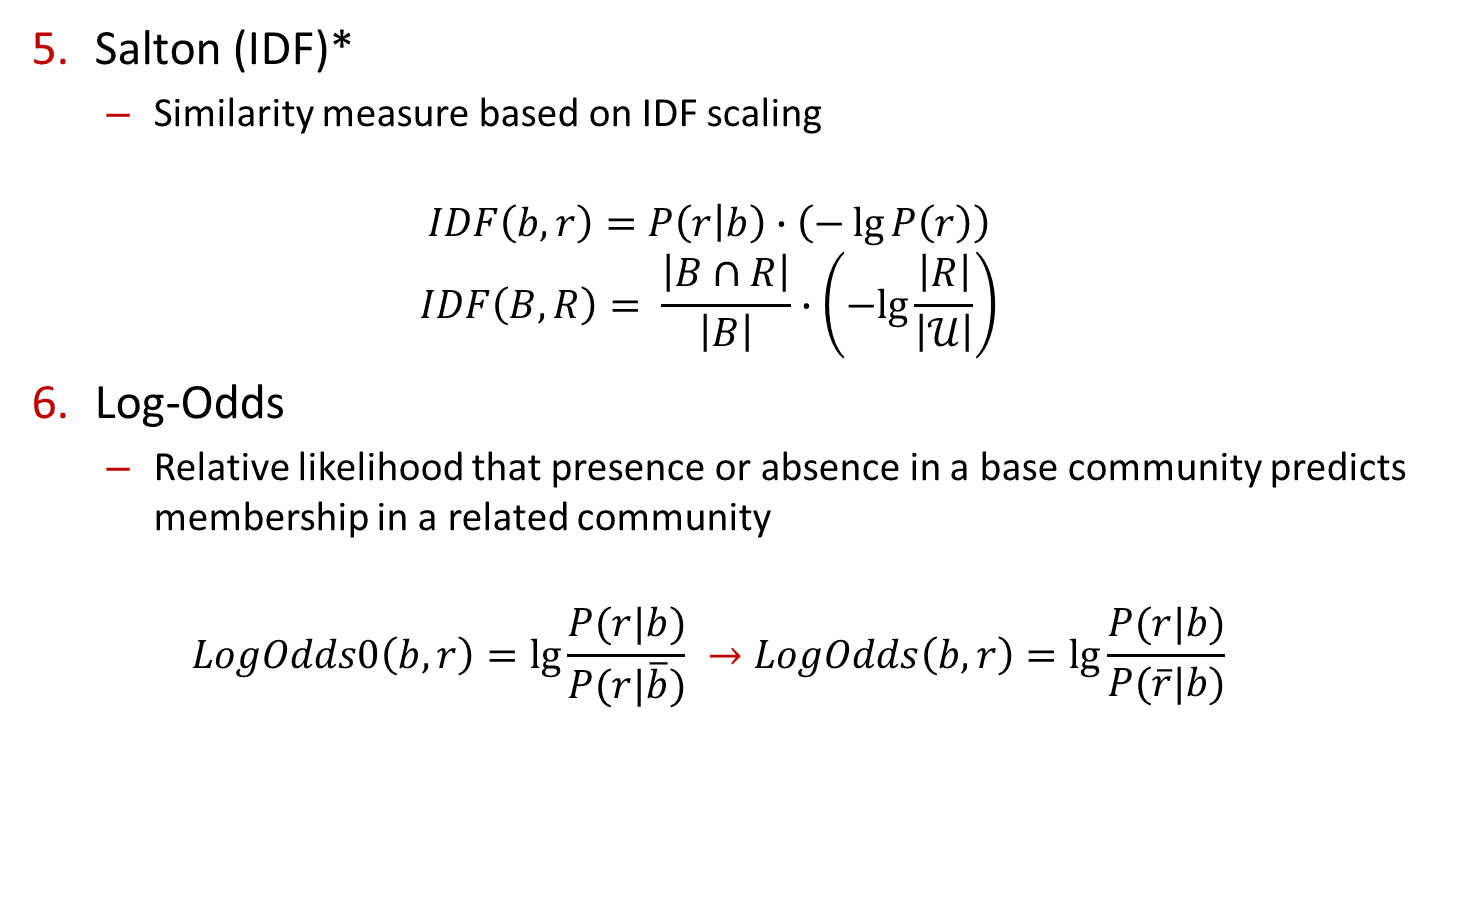 5. Salton (IDF)*
– Similarity measure based on IDF scaling
IDF(b,r) = P(r|b) · (− lg P(r))
IDF(B,R) = |B ∩ R| / |B| · (−lg |R| / |𝒰|)
6. Log-Odds
– Relative likelihood that presence or absence in a base community predicts
membership in a related community
LogOdds0(b,r) = lg P(r|b) / P(r|b̄) → LogOdds(b,r) = lg P(r|b) / P(r̄|b)